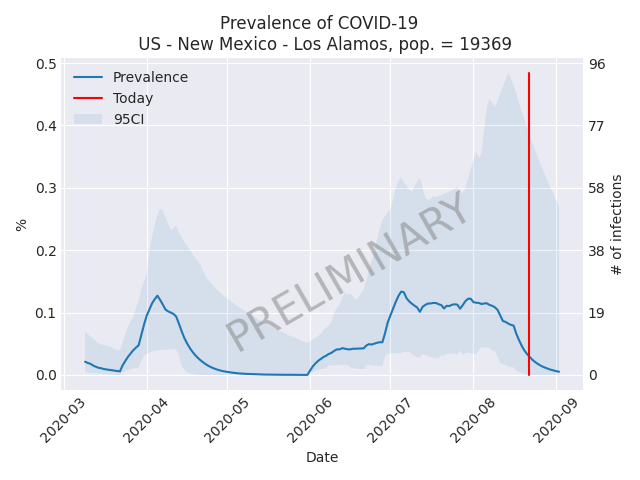 Prevalence of COVID-19
US - New Mexico - Los Alamos, pop. = 19369
Prevalence
Today
95CI
PRELIMINARY
0.5
0.4
0.3
0.2
0.1
0.0
%
96
77
58
38
19
0
# of infections
2020-03
2020-04
2020-05
2020-06
2020-07
2020-08
2020-09
Date